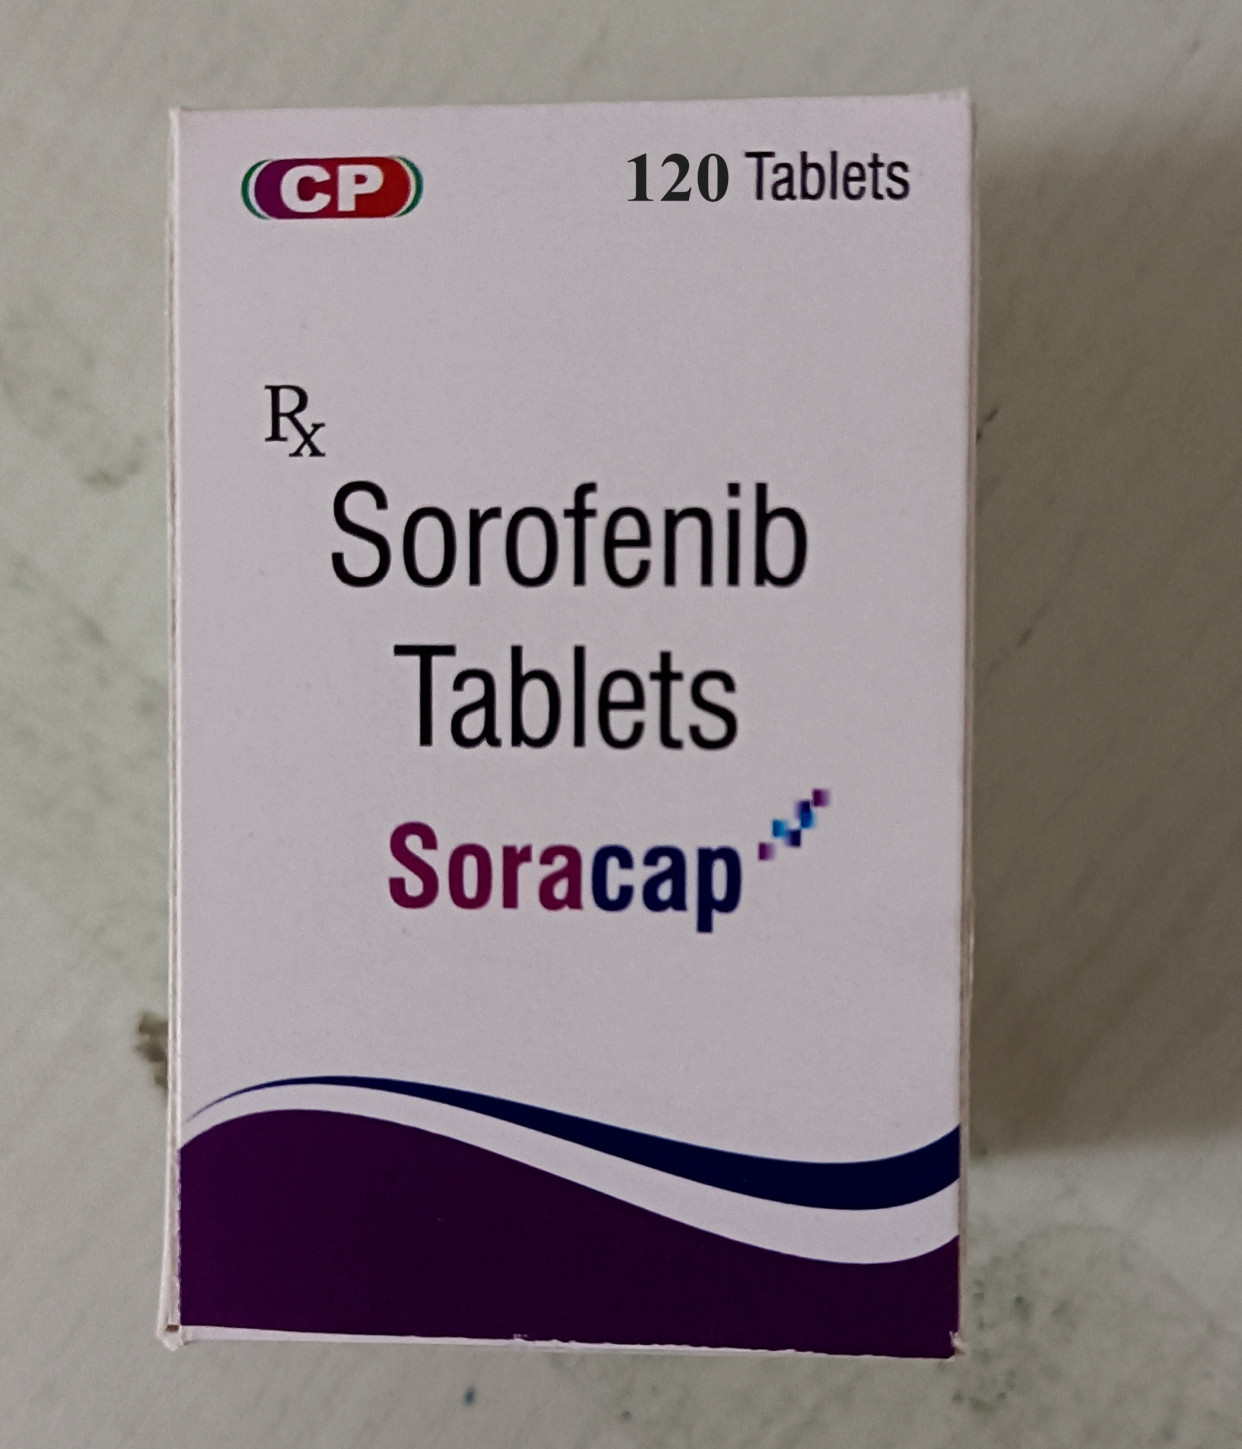 CP
120 Tablets
Rx
Sorofenib
Tablets
Soracap